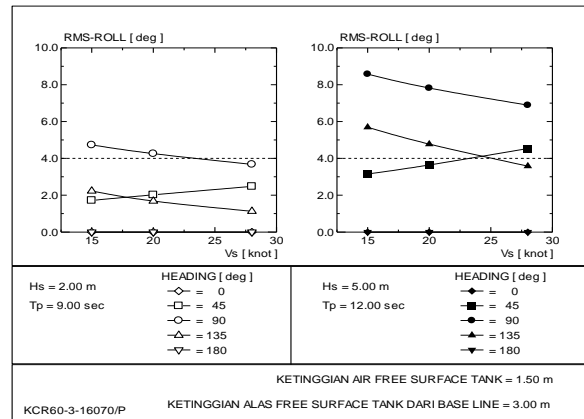 RMS-ROLL [ deg ]
10.0
8.0
6.0
4.0
2.0
0.0
15 20 25 30
Vs [ knot ]
RMS-ROLL [ deg ]
10.0
8.0
6.0
4.0
2.0
0.0
15 20 25 30
Vs [ knot ]
Hs = 2.00 m
Tp = 9.00 sec
HEADING [ deg ]
= 0
= 45
= 90
= 135
= 180
Hs = 5.00 m
Tp = 12.00 sec
HEADING [ deg ]
= 0
= 45
= 90
= 135
= 180
KETINGGIAN AIR FREE SURFACE TANK = 1.50 m
KCR60-3-16070/P KETINGGIAN ALAS FREE SURFACE TANK DARI BASE LINE = 3.00 m